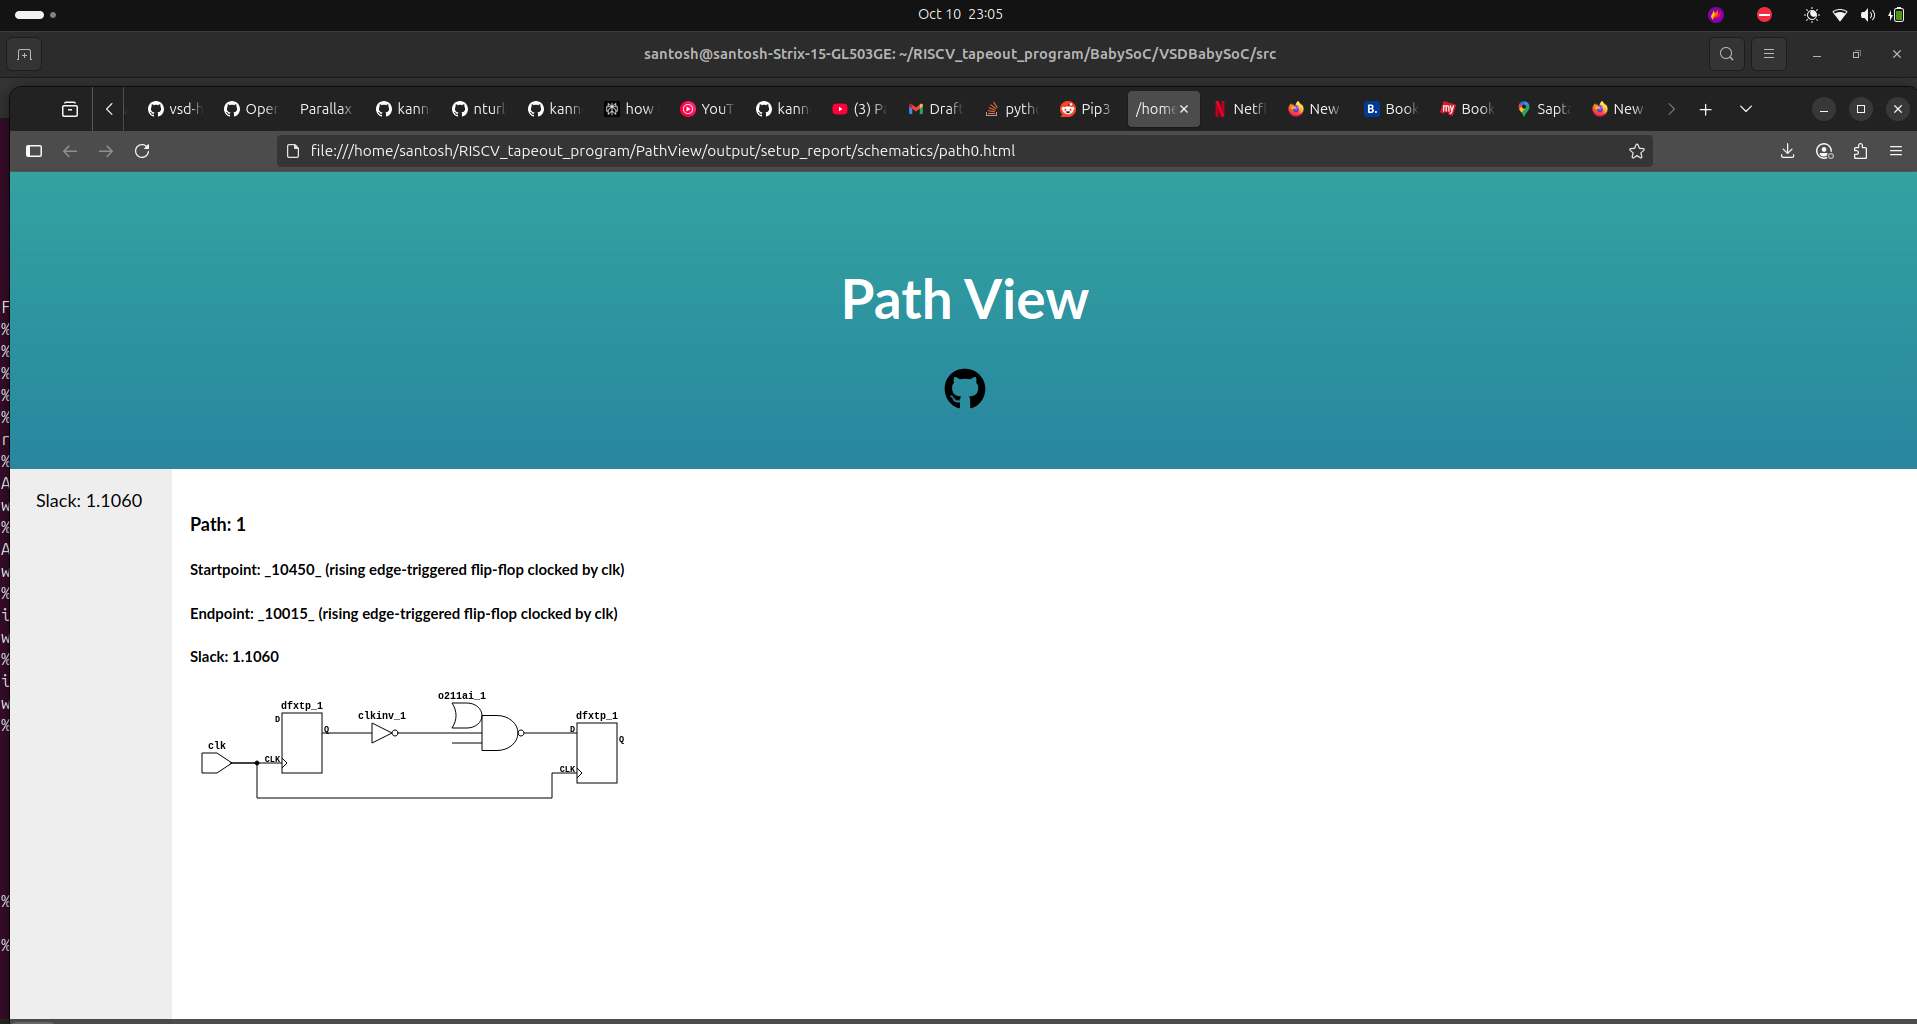 Oct 10 23:05
santosh@santosh-Strix-15-GL503GE: ~/RISCV_tapeout_program/BabySoC/VSDBabySoC/src
vsd-h Oper Parallax kann nturl kann how YouT kann (3) Pa Draft pytho Pip3 /home Netfl New Book Book Sapta New
file:///home/santosh/RISCV_tapeout_program/PathView/output/setup_report/schematics/path0.html
F
%
%
%
%
%
r
%
A
w
%
A
w
%
i
w
%
i
w
%
%
%
Path View
Slack: 1.1060
Path: 1
Startpoint: _10450_ (rising edge-triggered flip-flop clocked by clk)
Endpoint: _10015_ (rising edge-triggered flip-flop clocked by clk)
Slack: 1.1060
o211ai_1
dfxtp_1
clkinv_1
dfxtp_1
D
Q
D
Q
clk
CLK
CLK